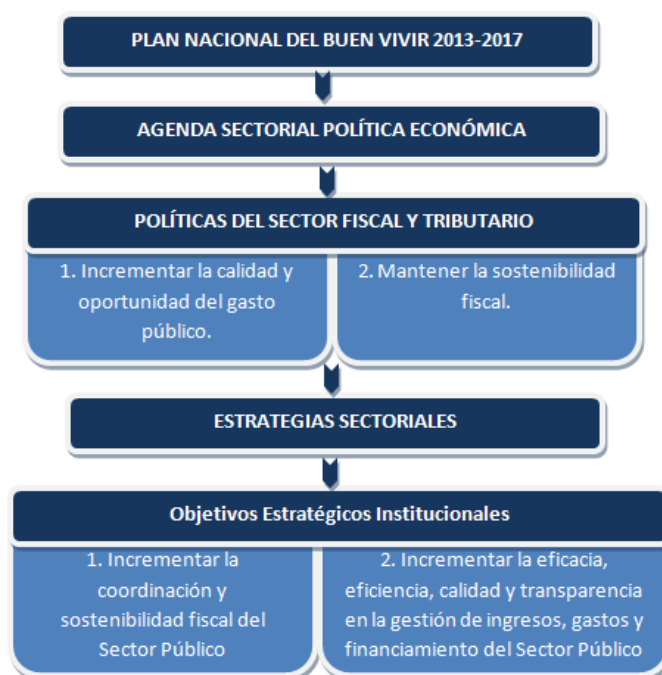 PLAN NACIONAL DEL BUEN VIVIR 2013-2017
AGENDA SECTORIAL POLÍTICA ECONÓMICA
POLÍTICAS DEL SECTOR FISCAL Y TRIBUTARIO
1. Incrementar la calidad y
oportunidad del gasto
público.
2. Mantener la sostenibilidad
fiscal.
ESTRATEGIAS SECTORIALES
Objetivos Estratégicos Institucionales
1. Incrementar la
coordinación y
sostenibilidad fiscal del
Sector Público
2. Incrementar la eficacia,
eficiencia, calidad y transparencia
en la gestión de ingresos, gastos y
financiamiento del Sector Público